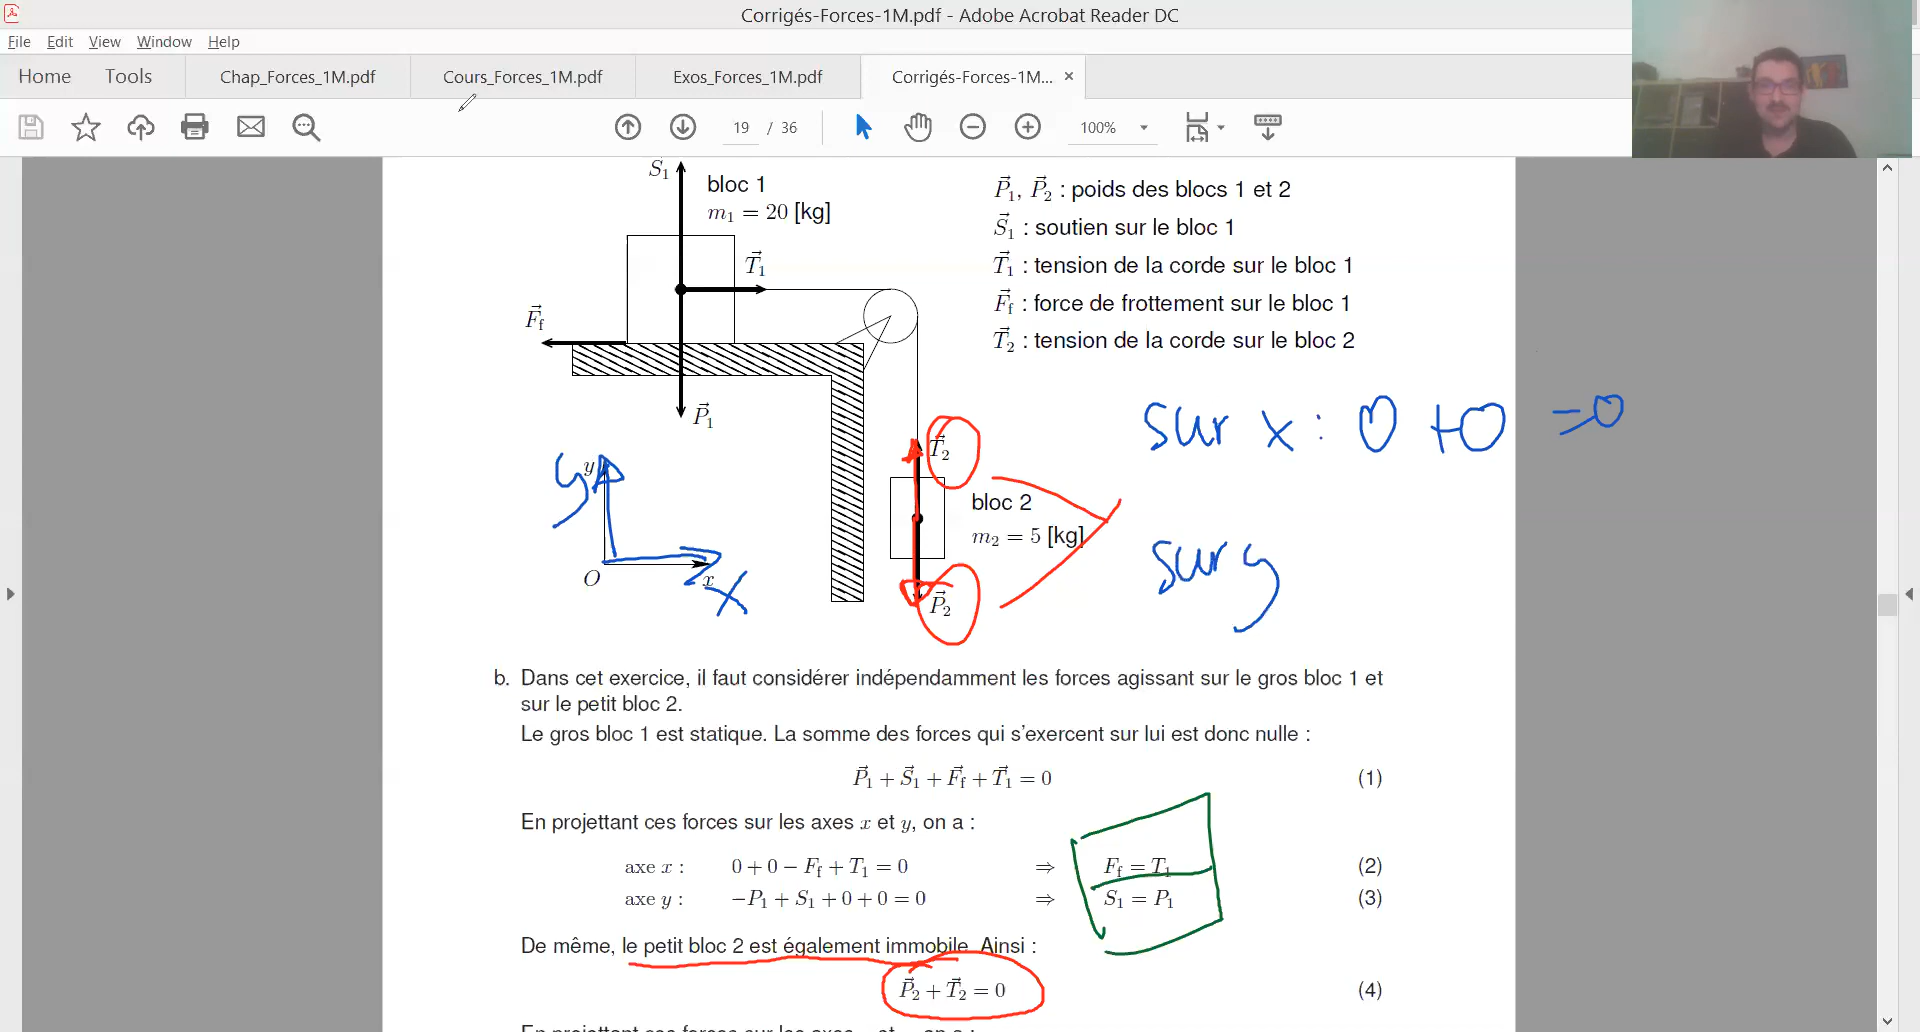 Corrigés-Forces-1M.pdf - Adobe Acrobat Reader DC
File Edit View Window Help
Home Tools Chap_Forces_1M.pdf Cours_Forces_1M.pdf Exos_Forces_1M.pdf Corrigés-Forces-1M... ×
19 / 36 100%
S₁
bloc 1
m₁ = 20 [kg]
T⃗₁
F⃗f
P⃗₁
P⃗₁, P⃗₂ : poids des blocs 1 et 2
S⃗₁ : soutien sur le bloc 1
T⃗₁ : tension de la corde sur le bloc 1
F⃗f : force de frottement sur le bloc 1
T⃗₂ : tension de la corde sur le bloc 2
sur x : 0 + 0 = 0
T⃗₂
y y
bloc 2
m₂ = 5 [kg]
sur y
O x x
P⃗₂
b. Dans cet exercice, il faut considérer indépendamment les forces agissant sur le gros bloc 1 et
sur le petit bloc 2.
Le gros bloc 1 est statique. La somme des forces qui s'exercent sur lui est donc nulle :
P⃗₁ + S⃗₁ + F⃗f + T⃗₁ = 0 (1)
En projettant ces forces sur les axes x et y, on a :
axe x : 0 + 0 − Ff + T₁ = 0 ⇒ Ff = T₁ (2)
axe y : −P₁ + S₁ + 0 + 0 = 0 ⇒ S₁ = P₁ (3)
De même, le petit bloc 2 est également immobile. Ainsi :
P⃗₂ + T⃗₂ = 0 (4)